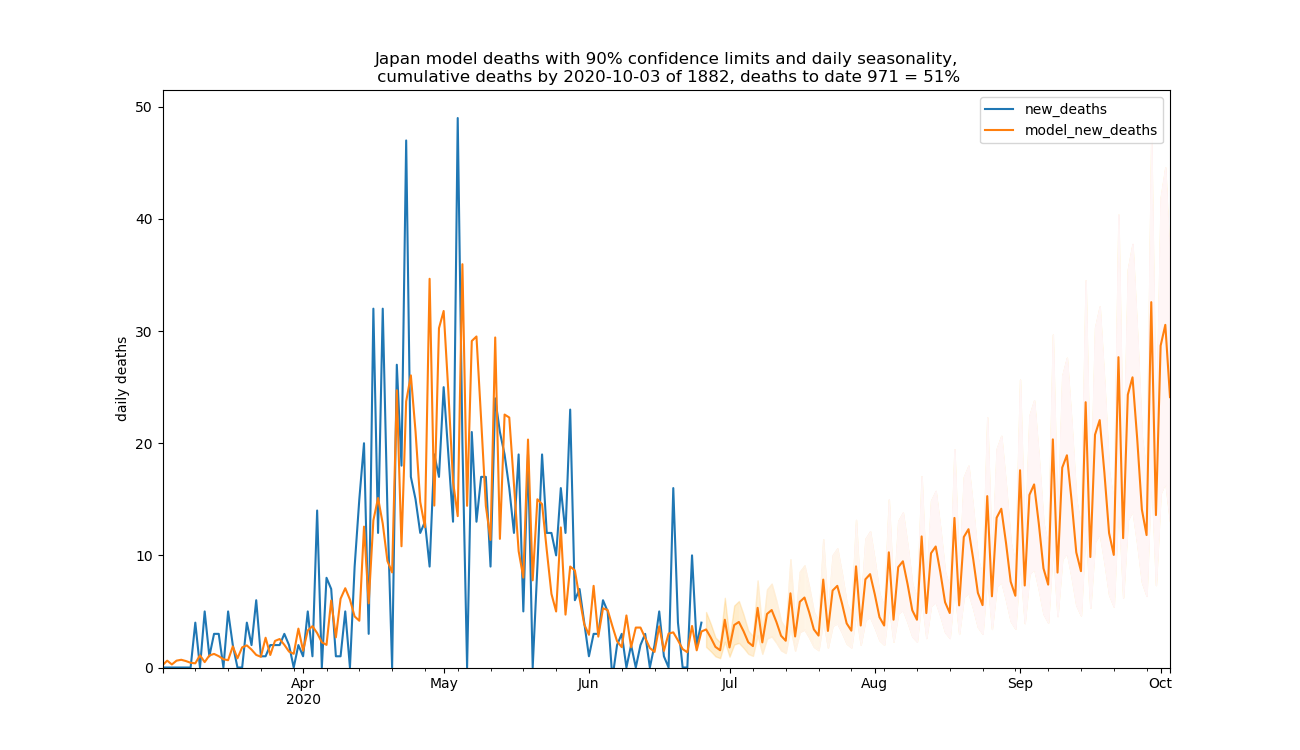 Japan model deaths with 90% confidence limits and daily seasonality,
cumulative deaths by 2020-10-03 of 1882, deaths to date 971 = 51%
new_deaths
model_new_deaths
daily deaths
50
40
30
20
10
0
Apr
2020
May
Jun
Jul
Aug
Sep
Oct